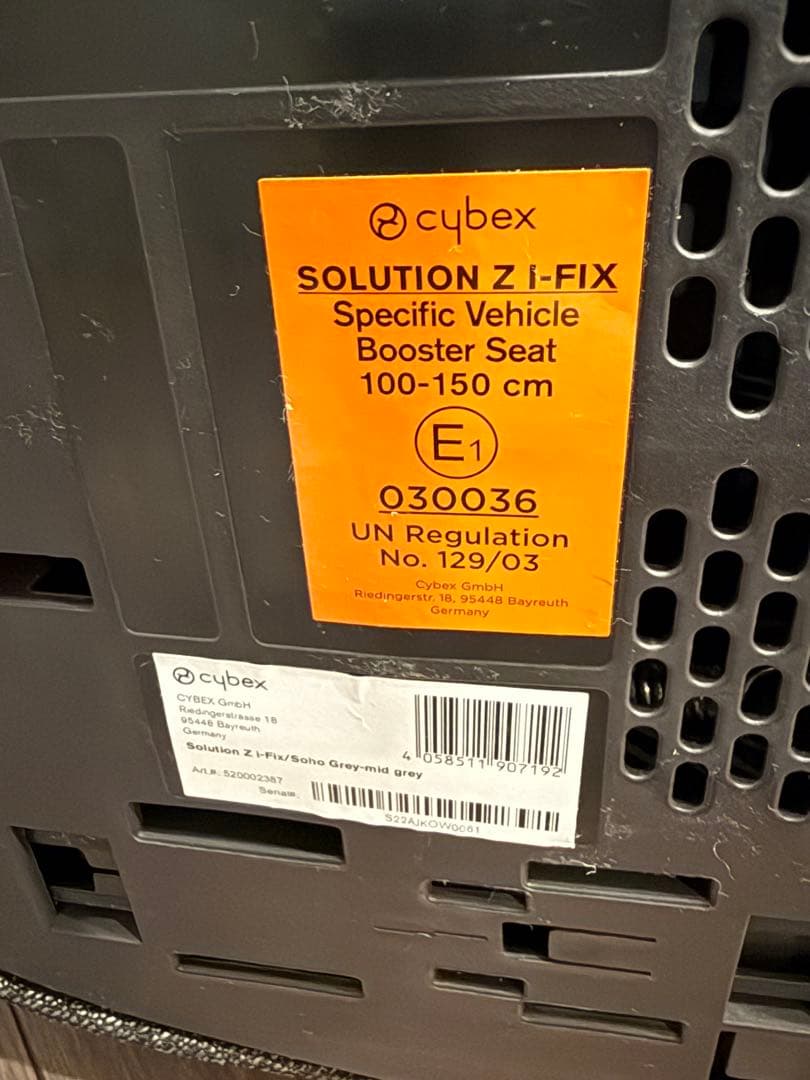 cybex
SOLUTION Z i-FIX
Specific Vehicle
Booster Seat
100-150 cm
E1
030036
UN Regulation
No. 129/03
Cybex GmbH
Riedingerstr. 18, 95448 Bayreuth
Germany
cybex
CYBEX GmbH
Riedingerstrasse 18
95448 Bayreuth
Germany
Solution Z i-Fix/Soho Grey-mid grey
Art.#: 520002387
Serial#:
4 058511 907192
S22AJKOW0061